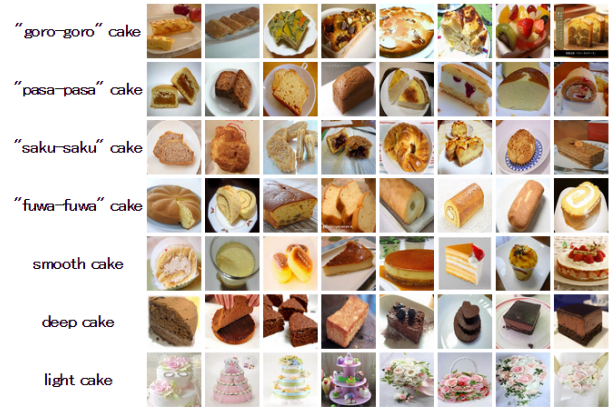 "goro-goro" cake
"pasa-pasa" cake
"saku-saku" cake
"fuwa-fuwa" cake
smooth cake
deep cake
light cake